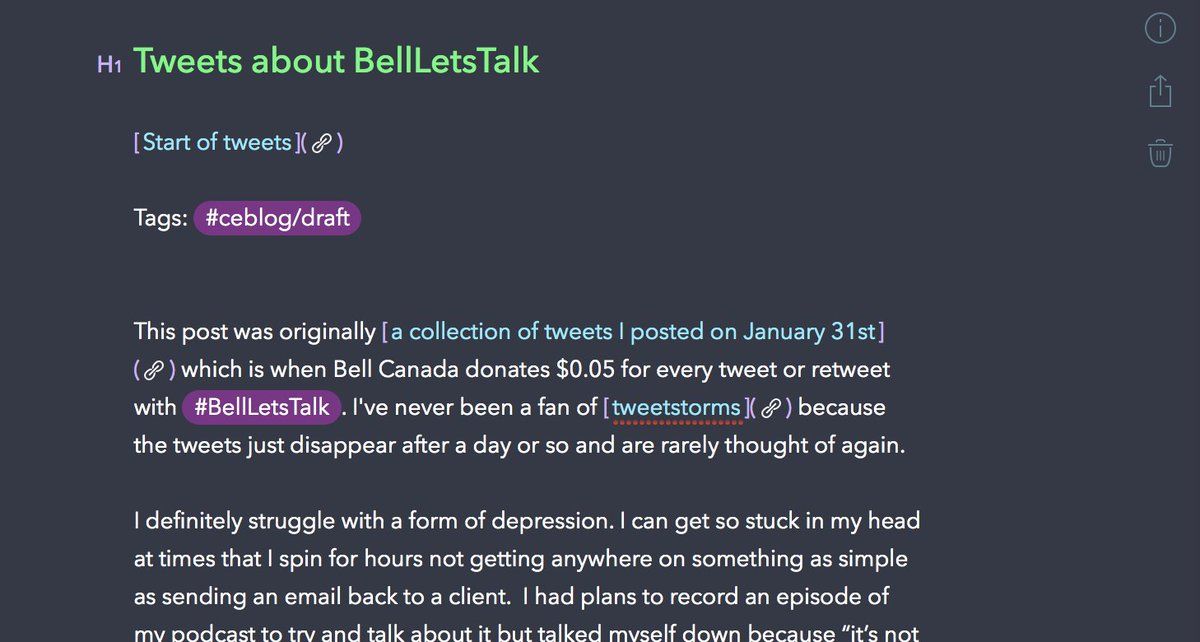 H1 Tweets about BellLetsTalk
[Start of tweets]( )
Tags: #ceblog/draft
This post was originally [a collection of tweets I posted on January 31st]
( ) which is when Bell Canada donates $0.05 for every tweet or retweet
with #BellLetsTalk. I've never been a fan of [tweetstorms]( ) because
the tweets just disappear after a day or so and are rarely thought of again.
I definitely struggle with a form of depression. I can get so stuck in my head
at times that I spin for hours not getting anywhere on something as simple
as sending an email back to a client.  I had plans to record an episode of
my podcast to try and talk about it but talked myself down because “it’s not